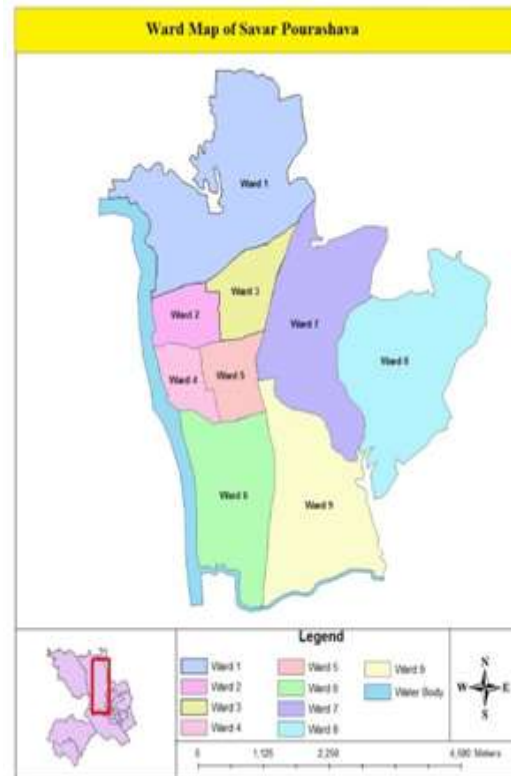 Ward Map of Savar Pourashava
Ward 1
Ward 3
Ward 2
Ward 7
Ward 8
Ward 4
Ward 5
Ward 6
Ward 9
Legend
Ward 1
Ward 2
Ward 3
Ward 4
Ward 5
Ward 6
Ward 7
Ward 8
Ward 9
Water Body
N
W E
S
0 1,125 2,250 4,500 Meters